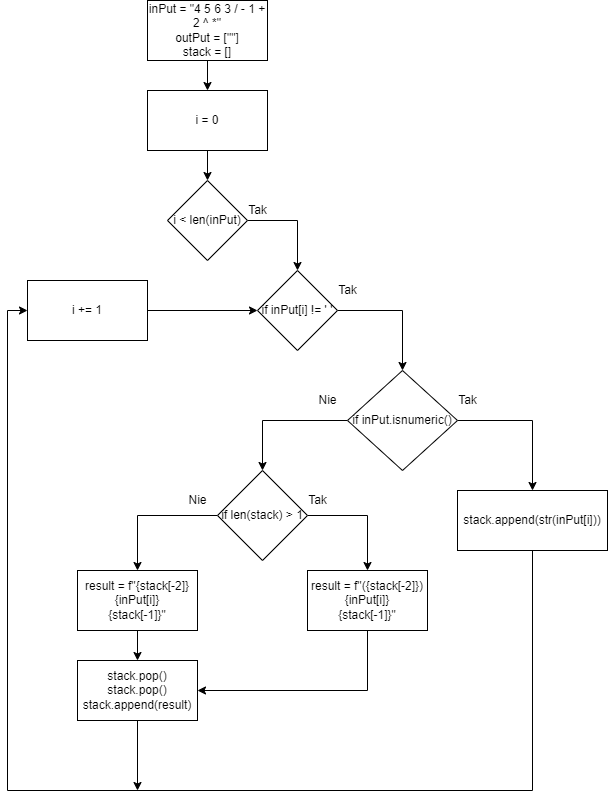 inPut = "4 5 6 3 / - 1 +
2 ^ *"
outPut = [""]
stack = []
i = 0
i < len(inPut)
Tak
i += 1
if inPut[i] != ' '
Tak
Nie
if inPut.isnumeric()
Tak
Nie
if len(stack) > 1
Tak
stack.append(str(inPut[i]))
result = f"{stack[-2]}
{inPut[i]}
{stack[-1]}"
result = f"({stack[-2]})
{inPut[i]}
{stack[-1]}"
stack.pop()
stack.pop()
stack.append(result)